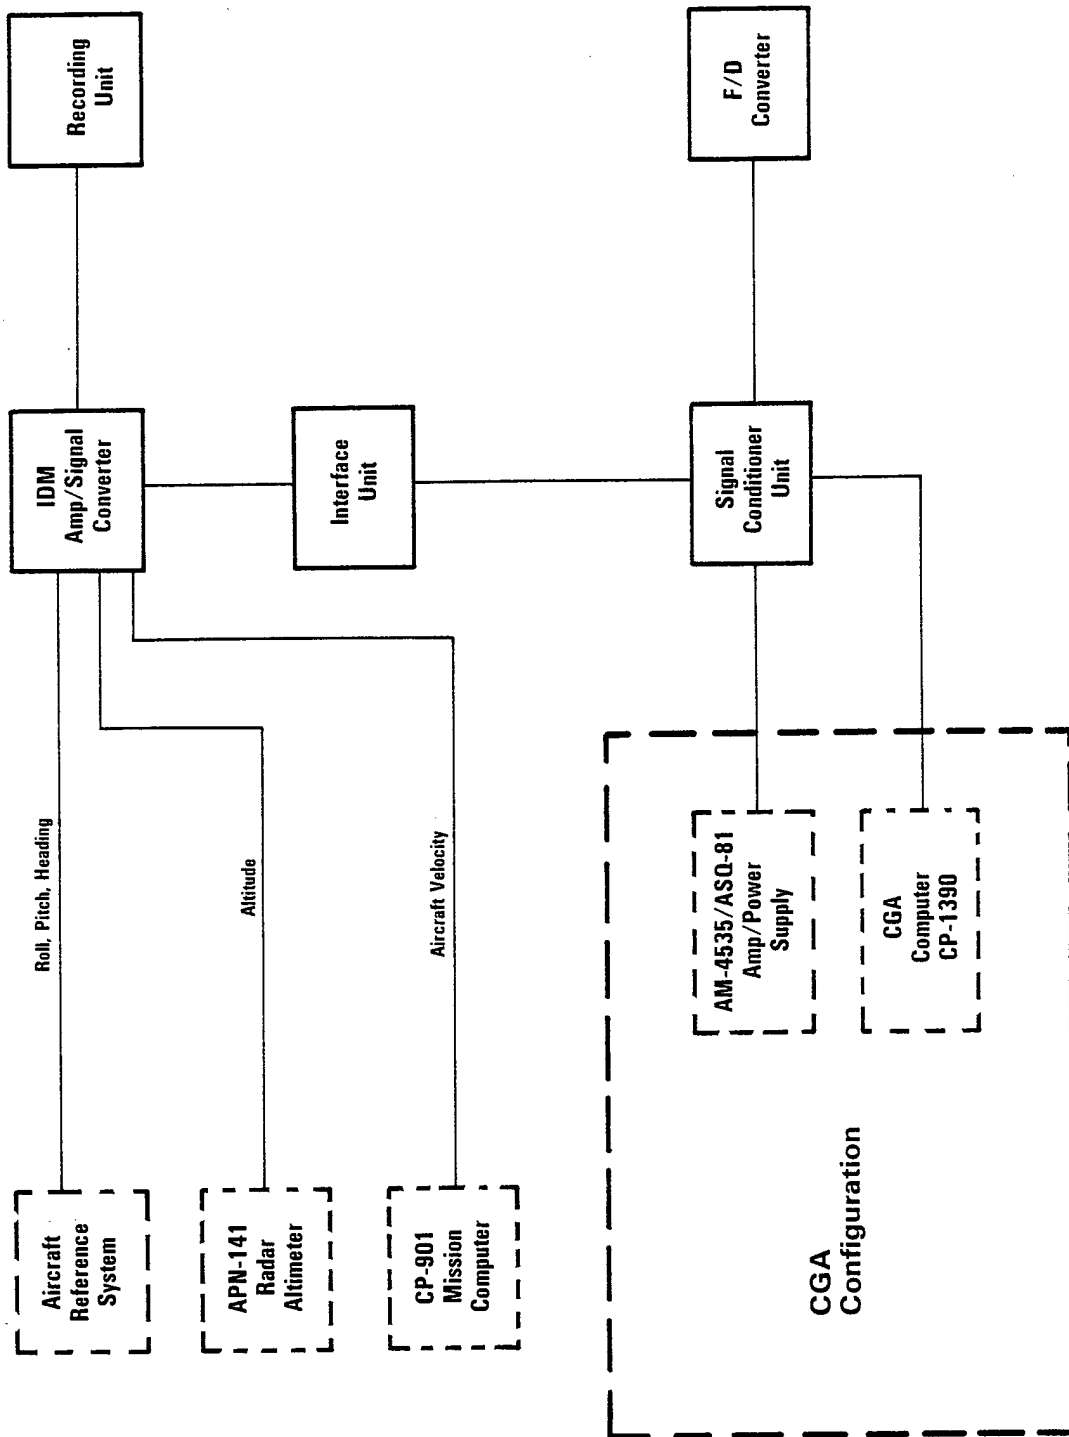 Aircraft
Reference
System
Roll, Pitch, Heading
IDM
Amp/Signal
Converter
Recording
Unit
APN-141
Radar
Altimeter
Altitude
Interface
Unit
CP-901
Mission
Computer
Aircraft Velocity
CGA
Configuration
AM-4535/ASQ-81
Amp/Power
Supply
CGA
Computer
CP-1390
Signal
Conditioner
Unit
F/D
Converter